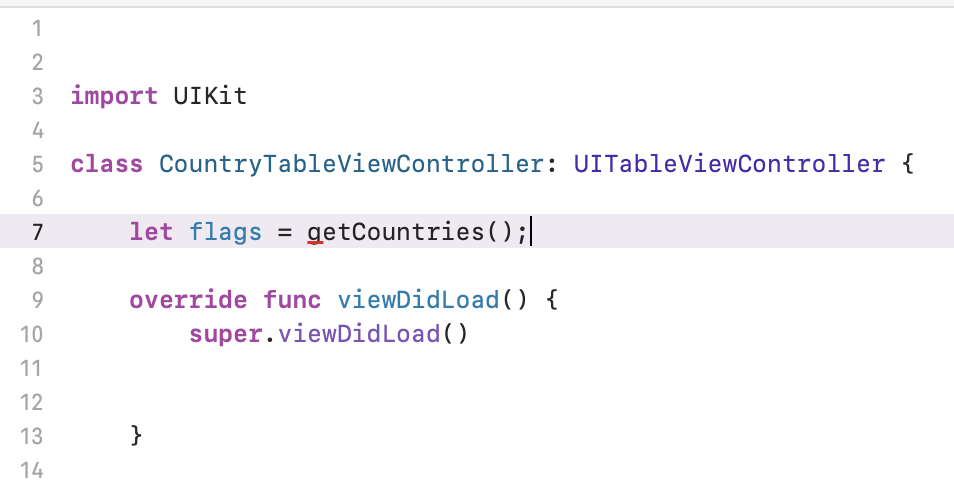 1
2
3 import UIKit
4
5 class CountryTableViewController: UITableViewController {
6
7 let flags = getCountries();
8
9 override func viewDidLoad() {
10 super.viewDidLoad()
11
12
13 }
14